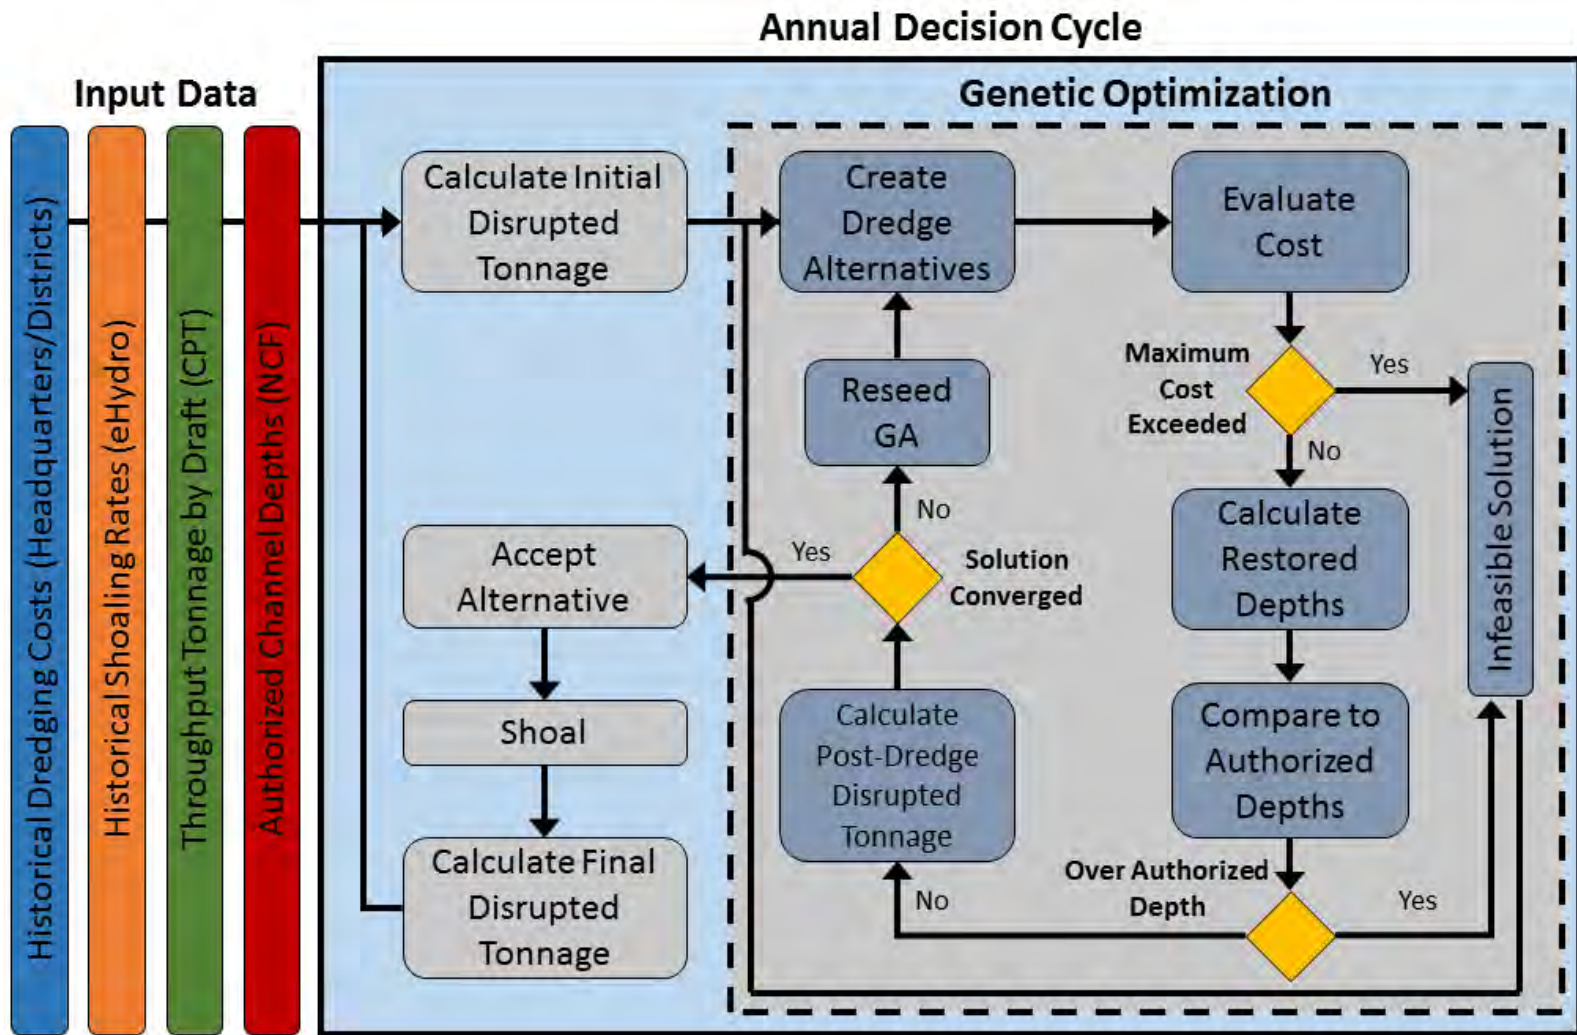 Annual Decision Cycle
Input Data
Genetic Optimization
Historical Dredging Costs (Headquarters/Districts)
Historical Shoaling Rates (eHydro)
Throughput Tonnage by Draft (CPT)
Authorized Channel Depths (NCF)
Calculate Initial
Disrupted
Tonnage
Create
Dredge
Alternatives
Evaluate
Cost
Maximum
Cost
Exceeded
Yes
No
Infeasible Solution
Reseed
GA
No
Calculate
Restored
Depths
Accept
Alternative
Yes
Solution
Converged
Shoal
Calculate
Post-Dredge
Disrupted
Tonnage
Compare to
Authorized
Depths
Calculate Final
Disrupted
Tonnage
No
Over Authorized
Depth
Yes